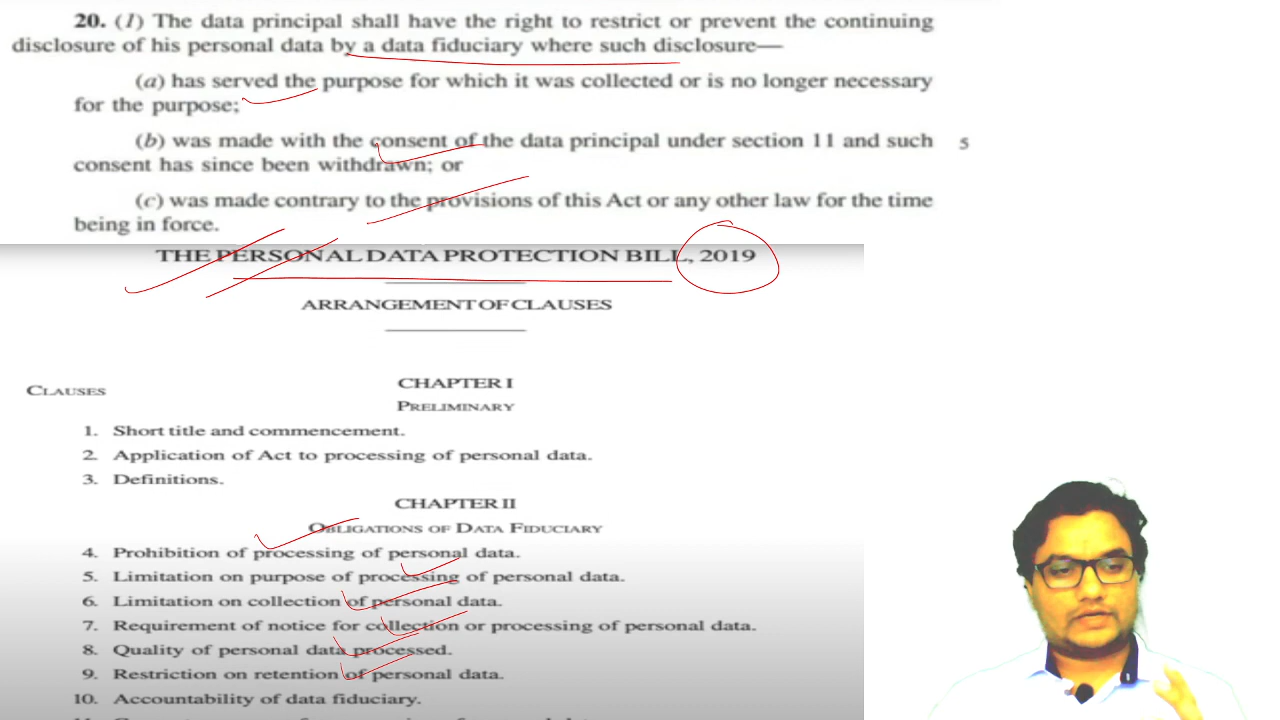 20. (1) The data principal shall have the right to restrict or prevent the continuing
disclosure of his personal data by a data fiduciary where such disclosure—
(a) has served the purpose for which it was collected or is no longer necessary
for the purpose;
(b) was made with the consent of the data principal under section 11 and such 5
consent has since been withdrawn; or
(c) was made contrary to the provisions of this Act or any other law for the time
being in force.
THE PERSONAL DATA PROTECTION BILL, 2019
ARRANGEMENT OF CLAUSES
CHAPTER I
CLAUSES
PRELIMINARY
1. Short title and commencement.
2. Application of Act to processing of personal data.
3. Definitions.
CHAPTER II
OBLIGATIONS OF DATA FIDUCIARY
4. Prohibition of processing of personal data.
5. Limitation on purpose of processing of personal data.
6. Limitation on collection of personal data.
7. Requirement of notice for collection or processing of personal data.
8. Quality of personal data processed.
9. Restriction on retention of personal data.
10. Accountability of data fiduciary.